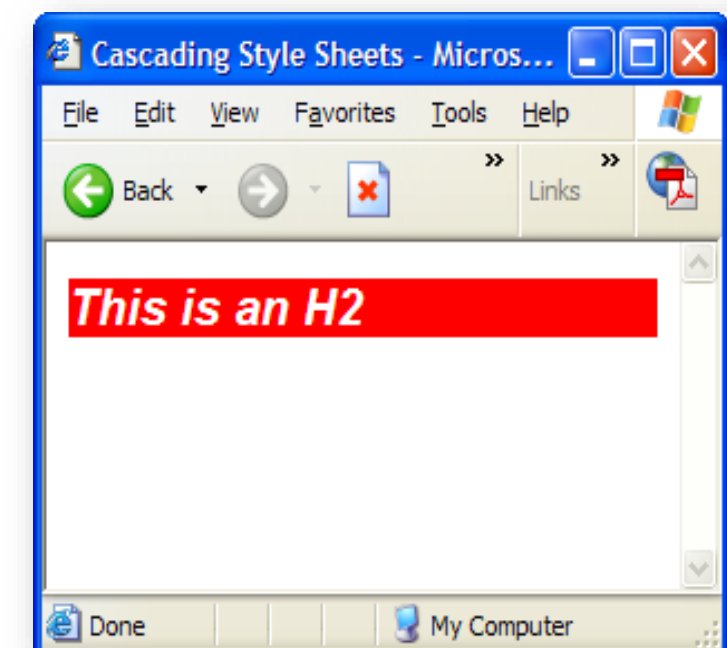 Cascading Style Sheets - Micros...
File Edit View Favorites Tools Help
Back » Links »
This is an H2
Done My Computer